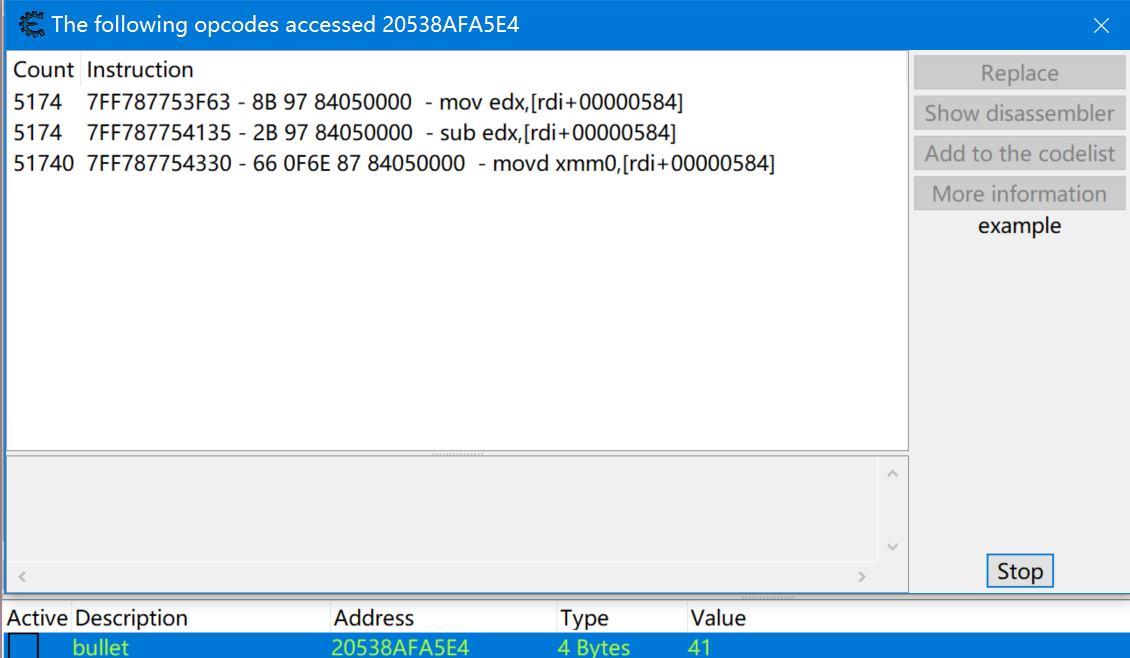 The following opcodes accessed 20538AFA5E4
Count Instruction
5174 7FF787753F63 - 8B 97 84050000 - mov edx,[rdi+00000584]
5174 7FF787754135 - 2B 97 84050000 - sub edx,[rdi+00000584]
51740 7FF787754330 - 66 0F6E 87 84050000 - movd xmm0,[rdi+00000584]
Replace
Show disassembler
Add to the codelist
More information
example
Stop
Active Description Address Type Value
bullet 20538AFA5E4 4 Bytes 41